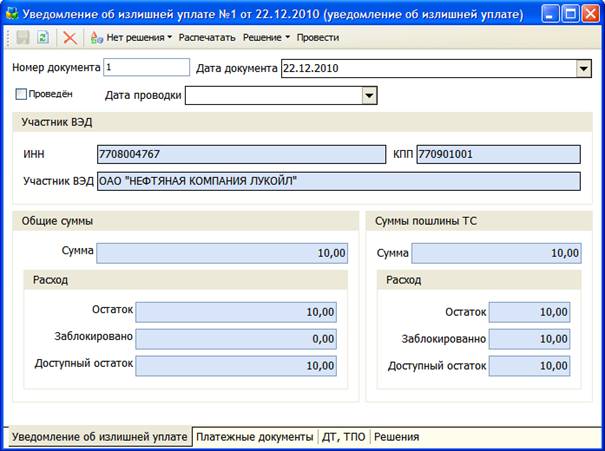 Уведомление об излишней уплате №1 от 22.12.2010 (уведомление об излишней уплате)
Нет решения Распечатать Решение Провести
Номер документа 1 Дата документа 22.12.2010
Проведён Дата проводки
Участник ВЭД
ИНН 7708004767 КПП 770901001
Участник ВЭД ОАО "НЕФТЯНАЯ КОМПАНИЯ ЛУКОЙЛ"
Общие суммы
Сумма 10,00
Расход
Остаток 10,00
Заблокировано 0,00
Доступный остаток 10,00
Суммы пошлины ТС
Сумма 10,00
Расход
Остаток 10,00
Заблокированно 10,00
Доступный остаток 10,00
Уведомление об излишней уплате Платежные документы ДТ, ТПО Решения